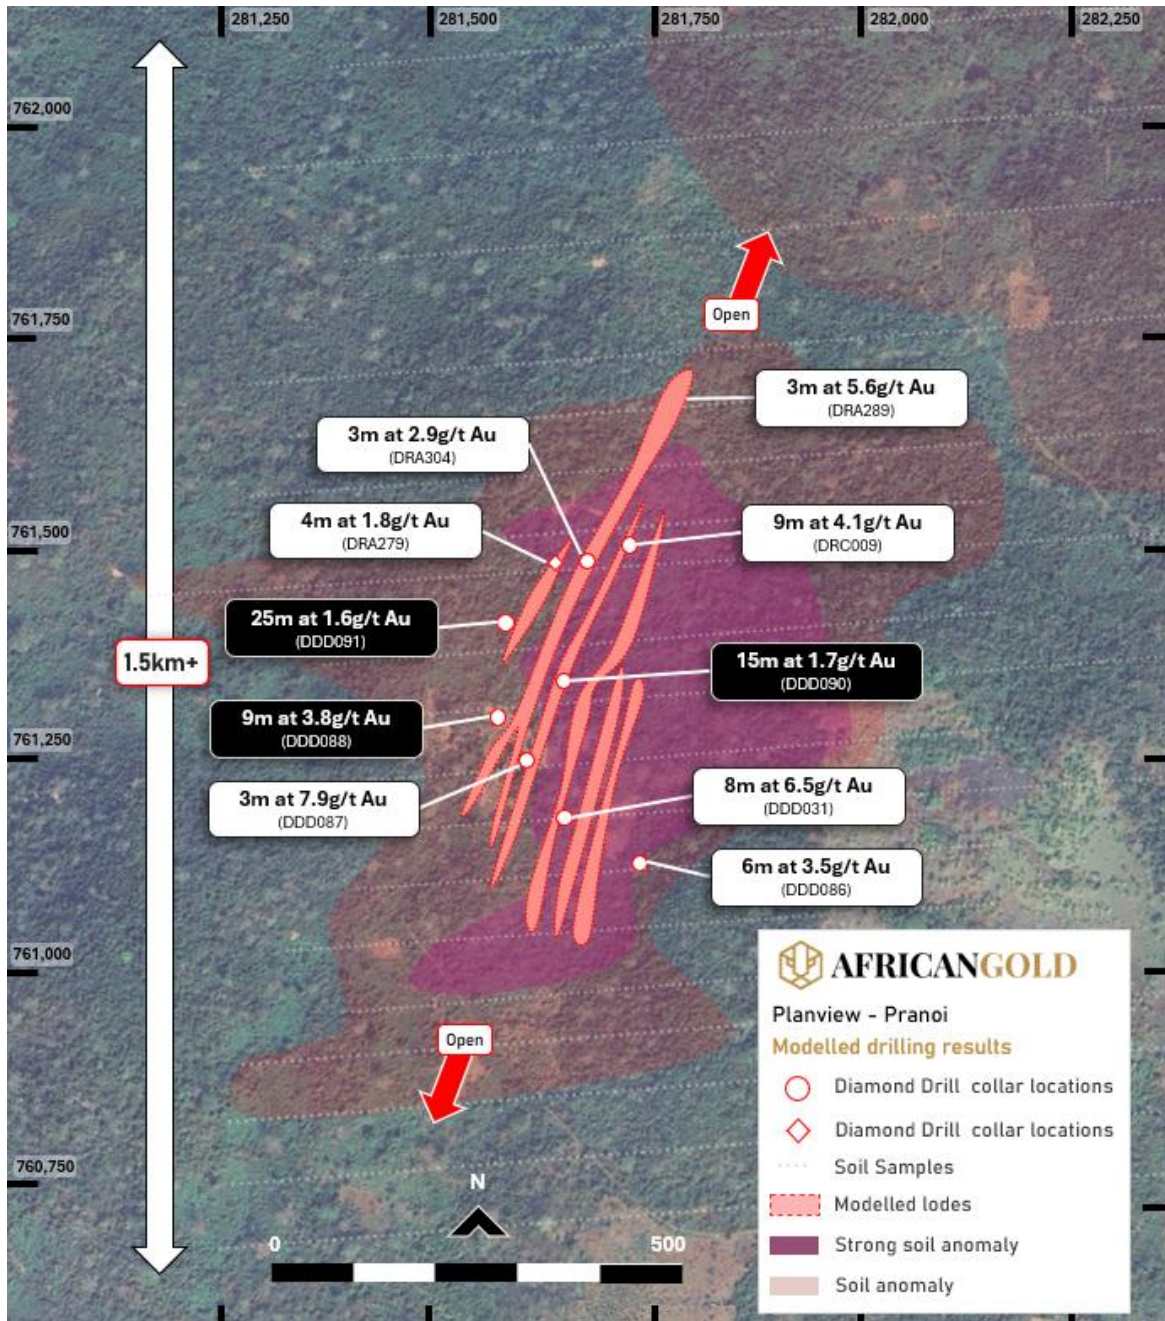 281,250
281,500
281,750
282,000
282,250
762,000
761,750
761,500
761,250
761,000
760,750
1.5km+
Open
3m at 5.6g/t Au
(DRA289)
3m at 2.9g/t Au
(DRA304)
4m at 1.8g/t Au
(DRA279)
9m at 4.1g/t Au
(DRC009)
25m at 1.6g/t Au
(DDD091)
15m at 1.7g/t Au
(DDD090)
9m at 3.8g/t Au
(DDD088)
3m at 7.9g/t Au
(DDD087)
8m at 6.5g/t Au
(DDD031)
6m at 3.5g/t Au
(DDD086)
Open
N
0
500
AFRICANGOLD
Planview - Pranoi
Modelled drilling results
Diamond Drill collar locations
Diamond Drill collar locations
Soil Samples
Modelled lodes
Strong soil anomaly
Soil anomaly